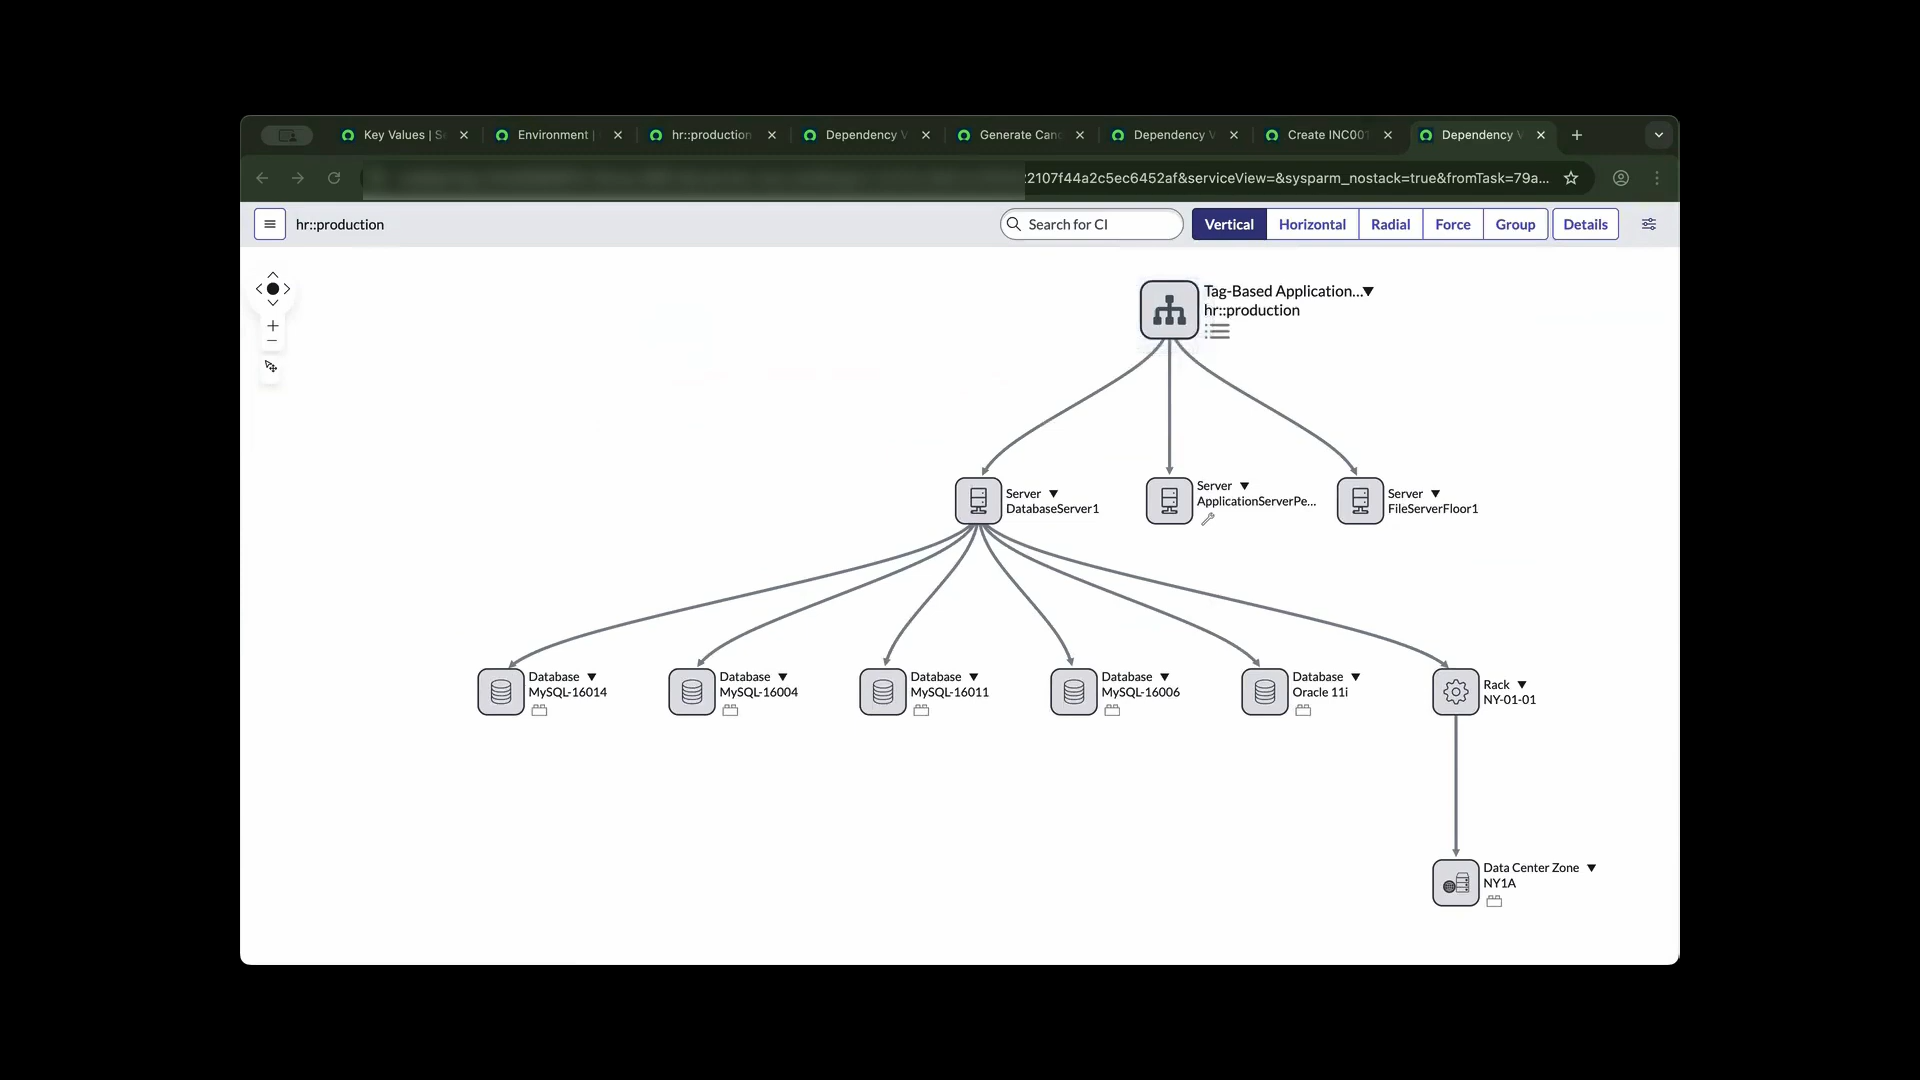 Key Values | S
Environment |
hr::production
Dependency V
Generate Can
Dependency V
Create INC001
Dependency V
2107f44a2c5ec6452af&serviceView=&sysparm_nostack=true&fromTask=79a...
hr::production
Search for CI
Vertical
Horizontal
Radial
Force
Group
Details
Tag-Based Application...
hr::production
Server
DatabaseServer1
Server
ApplicationServerPe...
Server
FileServerFloor1
Database
MySQL-16014
Database
MySQL-16004
Database
MySQL-16011
Database
MySQL-16006
Database
Oracle 11i
Rack
NY-01-01
Data Center Zone
NY1A